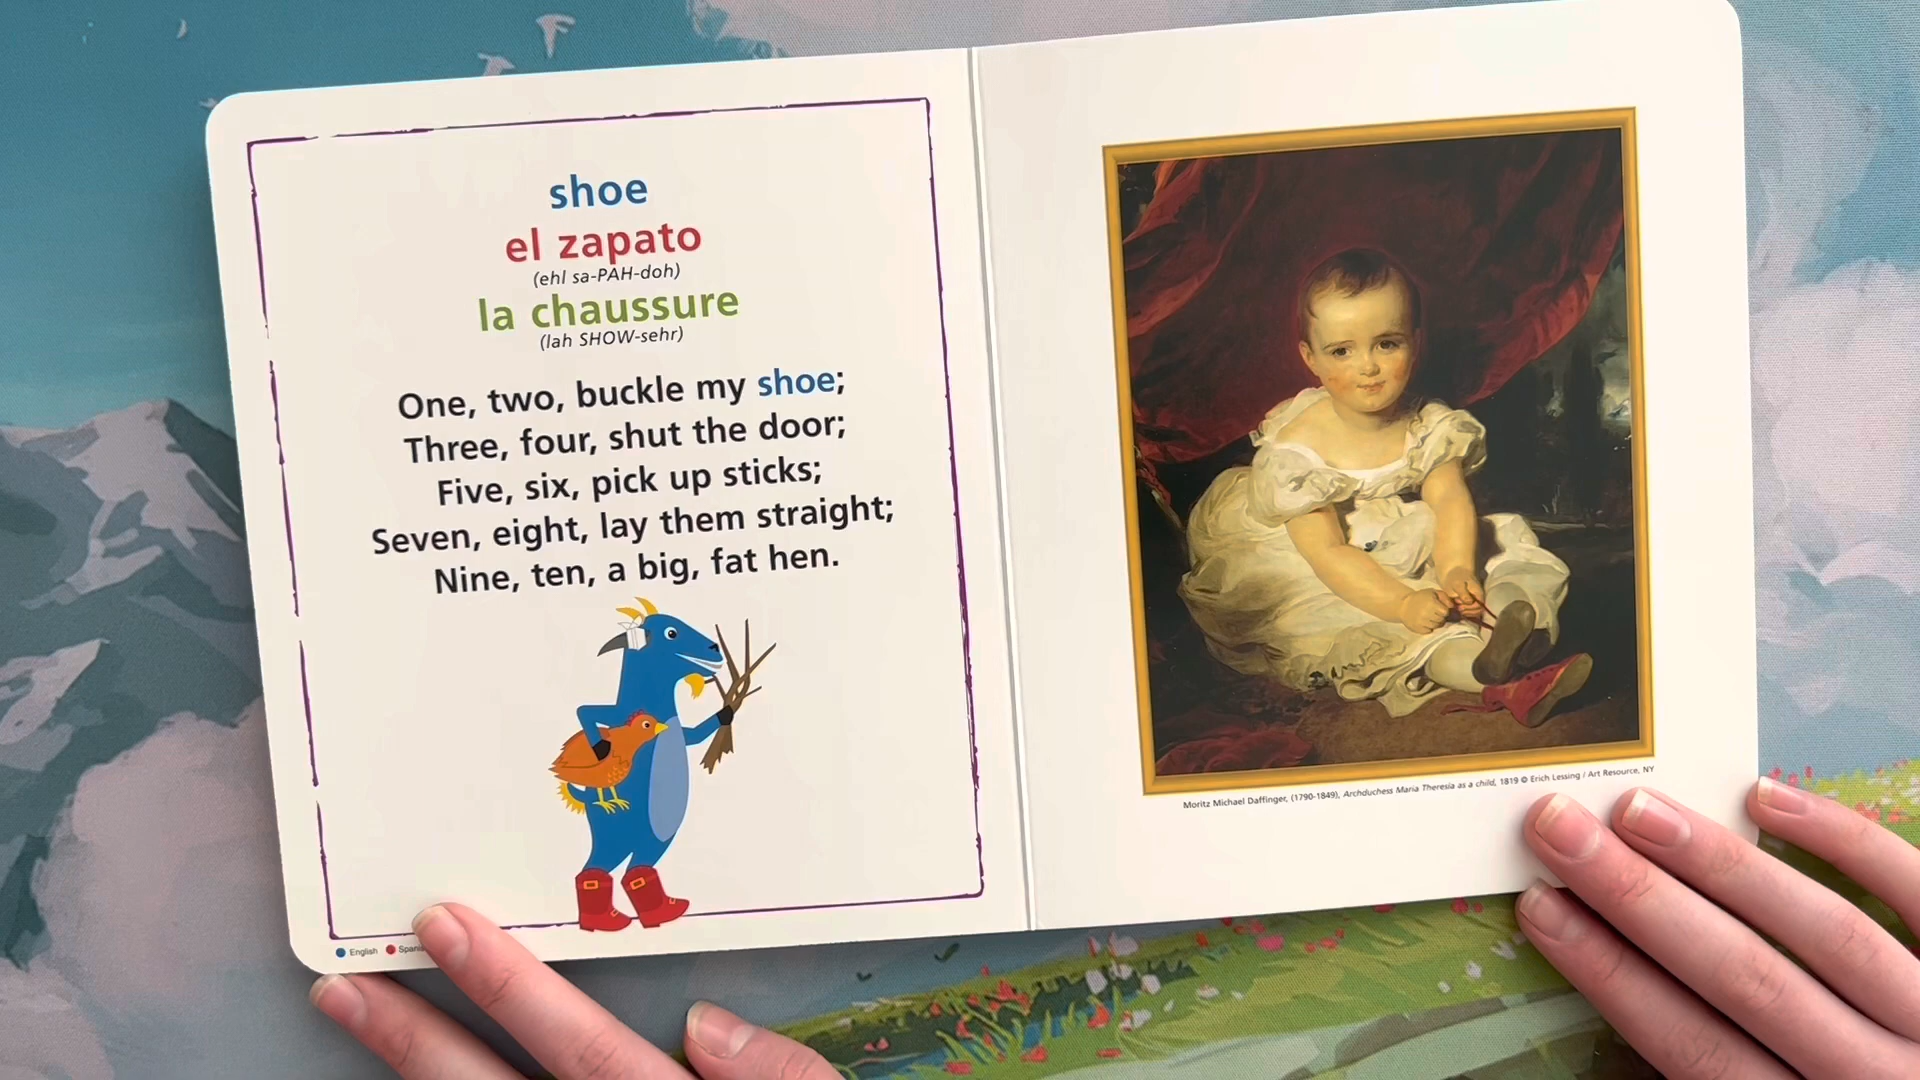 shoe
el zapato
(ehl sa-PAH-doh)
la chaussure
(lah SHOW-sehr)
One, two, buckle my shoe;
Three, four, shut the door;
Five, six, pick up sticks;
Seven, eight, lay them straight;
Nine, ten, a big, fat hen.
English
Moritz Michael Daffinger, (1790-1849), Archduchess Maria Theresia as a child, 1819 © Erich Lessing / Art Resource, NY